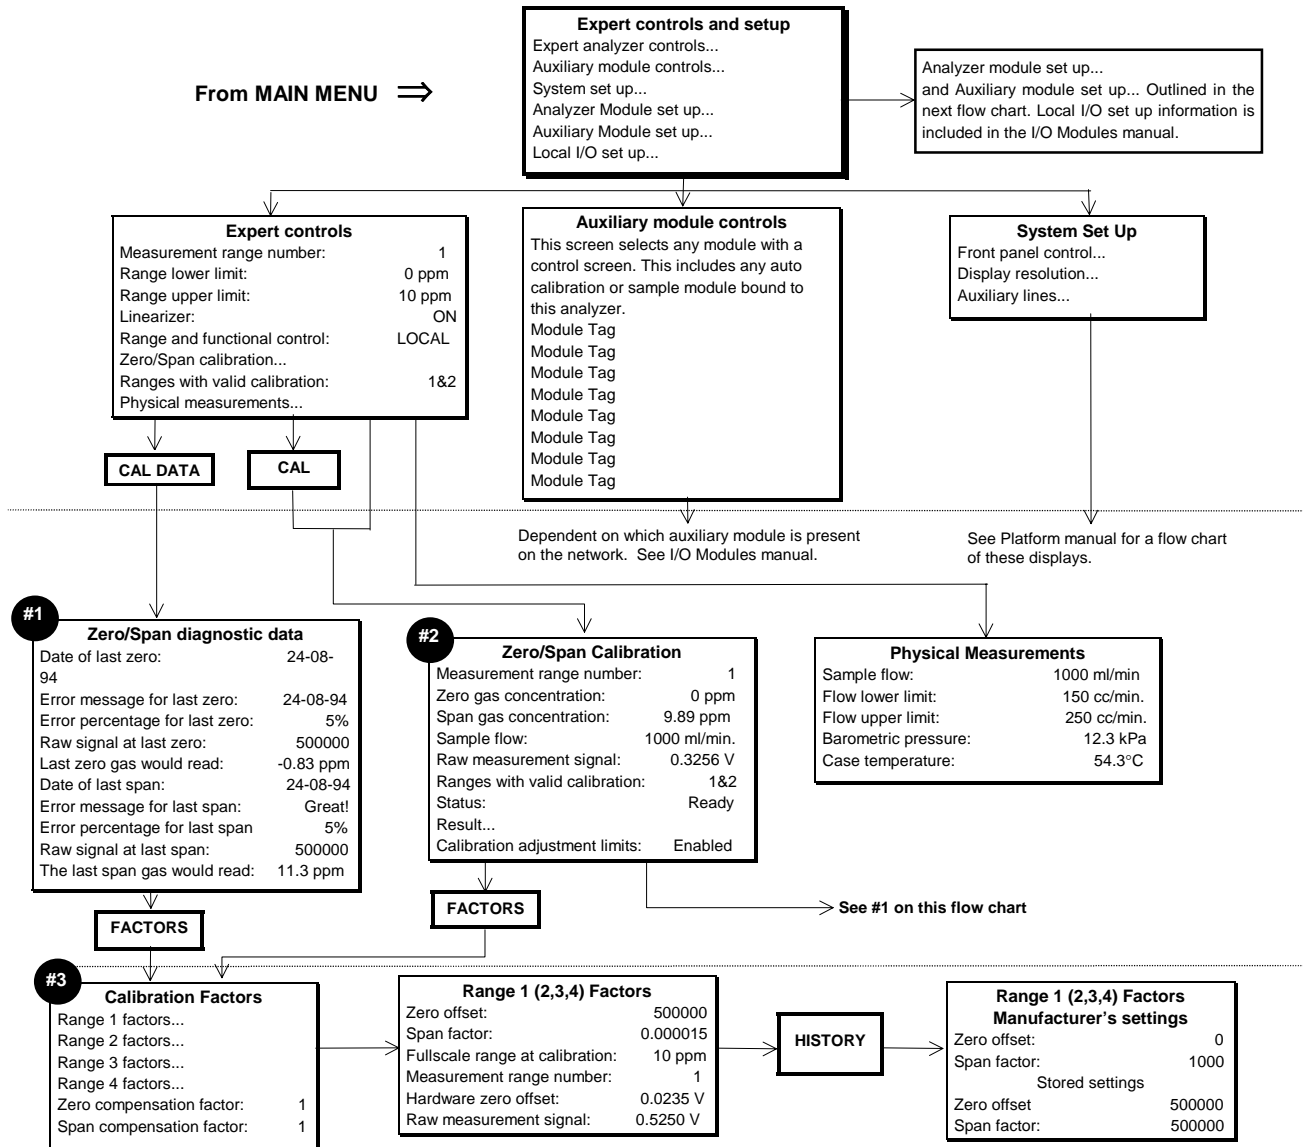 Expert controls and setup
Expert analyzer controls...
Auxiliary module controls...
System set up...
Analyzer Module set up...
Auxiliary Module set up...
Local I/O set up...
From MAIN MENU ⇒
Analyzer module set up...
and Auxiliary module set up... Outlined in the
next flow chart. Local I/O set up information is
included in the I/O Modules manual.
Expert controls
Measurement range number: 1
Range lower limit: 0 ppm
Range upper limit: 10 ppm
Linearizer: ON
Range and functional control: LOCAL
Zero/Span calibration...
Ranges with valid calibration: 1&2
Physical measurements...
Auxiliary module controls
This screen selects any module with a
control screen. This includes any auto
calibration or sample module bound to
this analyzer.
Module Tag
Module Tag
Module Tag
Module Tag
Module Tag
Module Tag
Module Tag
Module Tag
System Set Up
Front panel control...
Display resolution...
Auxiliary lines...
CAL DATA
CAL
Dependent on which auxiliary module is present
on the network. See I/O Modules manual.
See Platform manual for a flow chart
of these displays.
#1
Zero/Span diagnostic data
Date of last zero: 24-08-
94
Error message for last zero: 24-08-94
Error percentage for last zero: 5%
Raw signal at last zero: 500000
Last zero gas would read: -0.83 ppm
Date of last span: 24-08-94
Error message for last span: Great!
Error percentage for last span 5%
Raw signal at last span: 500000
The last span gas would read: 11.3 ppm
#2
Zero/Span Calibration
Measurement range number: 1
Zero gas concentration: 0 ppm
Span gas concentration: 9.89 ppm
Sample flow: 1000 ml/min.
Raw measurement signal: 0.3256 V
Ranges with valid calibration: 1&2
Status: Ready
Result...
Calibration adjustment limits: Enabled
Physical Measurements
Sample flow: 1000 ml/min
Flow lower limit: 150 cc/min.
Flow upper limit: 250 cc/min.
Barometric pressure: 12.3 kPa
Case temperature: 54.3°C
FACTORS
FACTORS
See #1 on this flow chart
#3
Calibration Factors
Range 1 factors...
Range 2 factors...
Range 3 factors...
Range 4 factors...
Zero compensation factor: 1
Span compensation factor: 1
Range 1 (2,3,4) Factors
Zero offset: 500000
Span factor: 0.000015
Fullscale range at calibration: 10 ppm
Measurement range number: 1
Hardware zero offset: 0.0235 V
Raw measurement signal: 0.5250 V
HISTORY
Range 1 (2,3,4) Factors
Manufacturer's settings
Zero offset: 0
Span factor: 1000
Stored settings
Zero offset 500000
Span factor: 500000